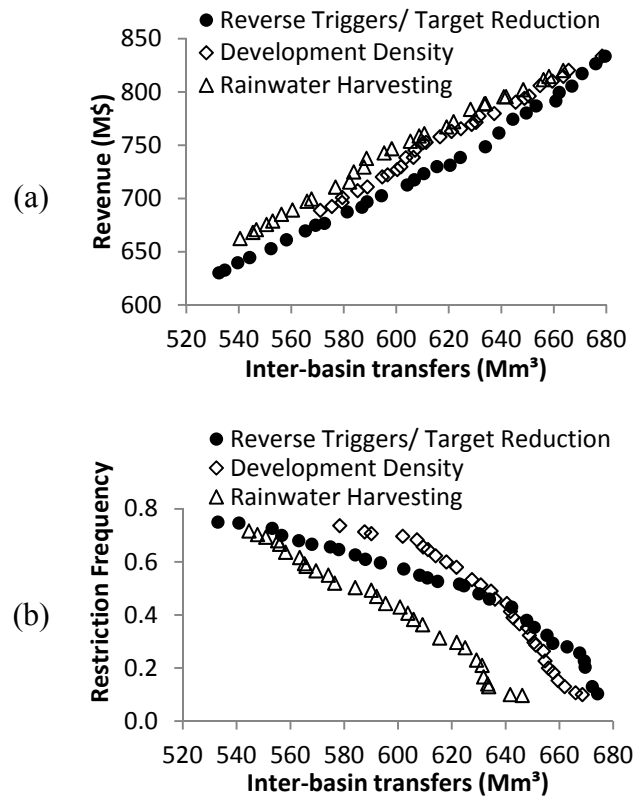 (a)
Revenue (M$)
850
800
750
700
650
600
Reverse Triggers/ Target Reduction
Development Density
Rainwater Harvesting
520 540 560 580 600 620 640 660 680
Inter-basin transfers (Mm³)
(b)
Restriction Frequency
Reverse Triggers/ Target Reduction
Development Density
Rainwater Harvesting
0.8
0.6
0.4
0.2
0.0
520 540 560 580 600 620 640 660 680
Inter-basin transfers (Mm³)